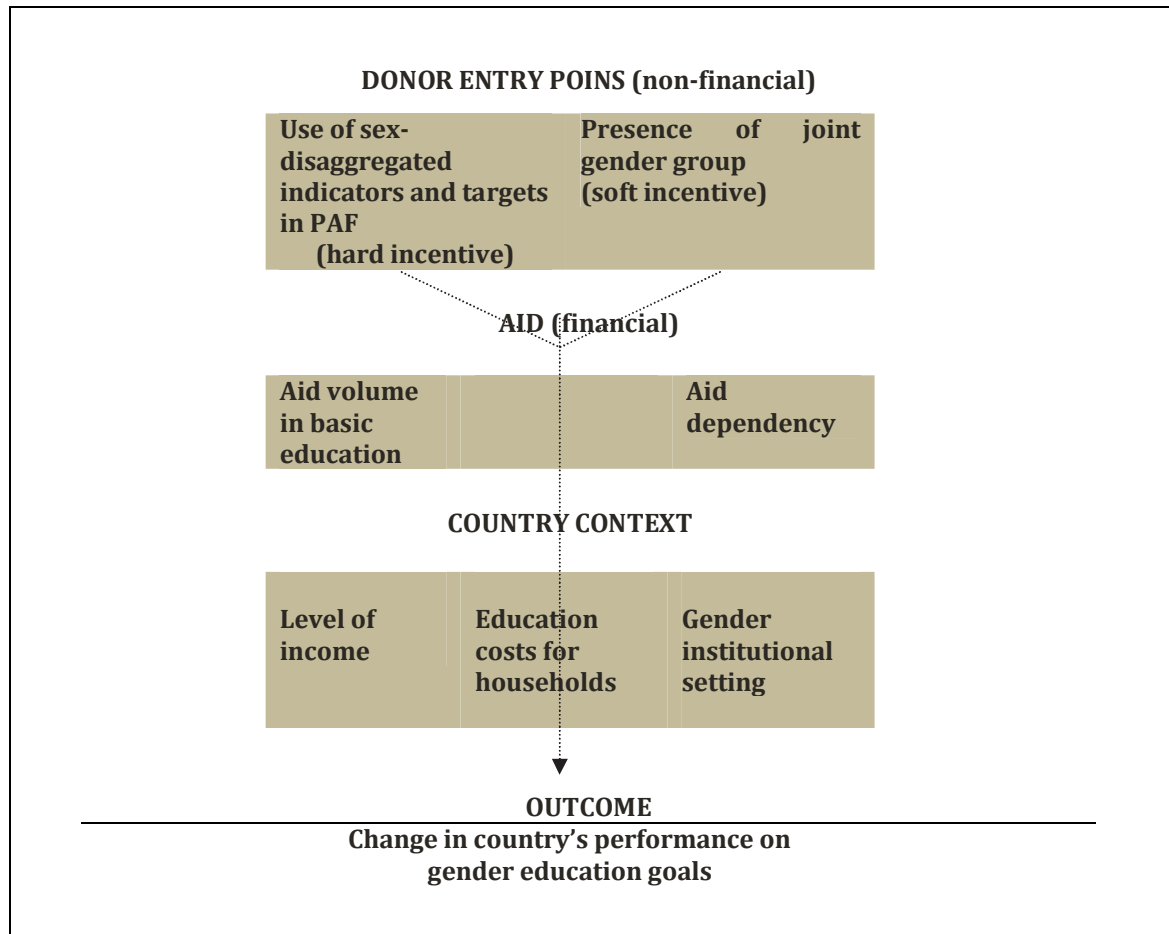 DONOR ENTRY POINS (non-financial)
Use of sex-
disaggregated
indicators and targets
in PAF
(hard incentive)
Presence of joint
gender group
(soft incentive)
AID (financial)
Aid volume
in basic
education
Aid
dependency
COUNTRY CONTEXT
Level of
income
Education
costs for
households
Gender
institutional
setting
OUTCOME
Change in country’s performance on
gender education goals